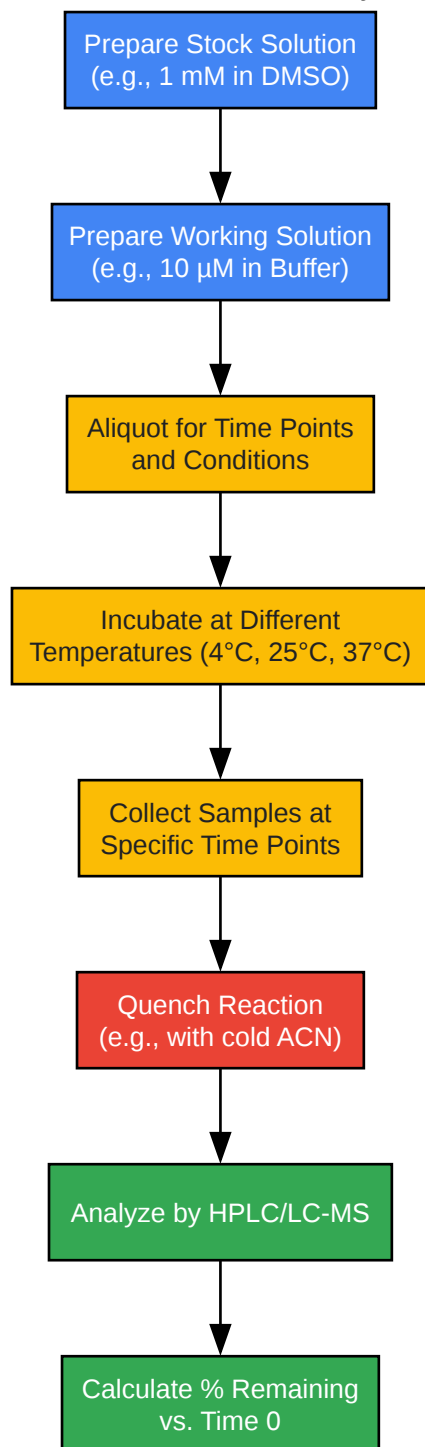 Prepare Stock Solution
(e.g., 1 mM in DMSO)
Prepare Working Solution
(e.g., 10 µM in Buffer)
Aliquot for Time Points
and Conditions
Incubate at Different
Temperatures (4°C, 25°C, 37°C)
Collect Samples at
Specific Time Points
Quench Reaction
(e.g., with cold ACN)
Analyze by HPLC/LC-MS
Calculate % Remaining
vs. Time 0